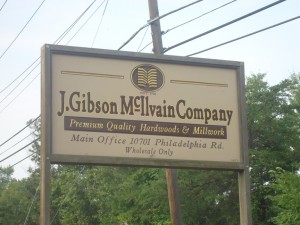 J. Gibson McIlvain Company
Premium Quality Hardwoods & Millwork
Main Office 10701 Philadelphia Rd.
Wholesale Only